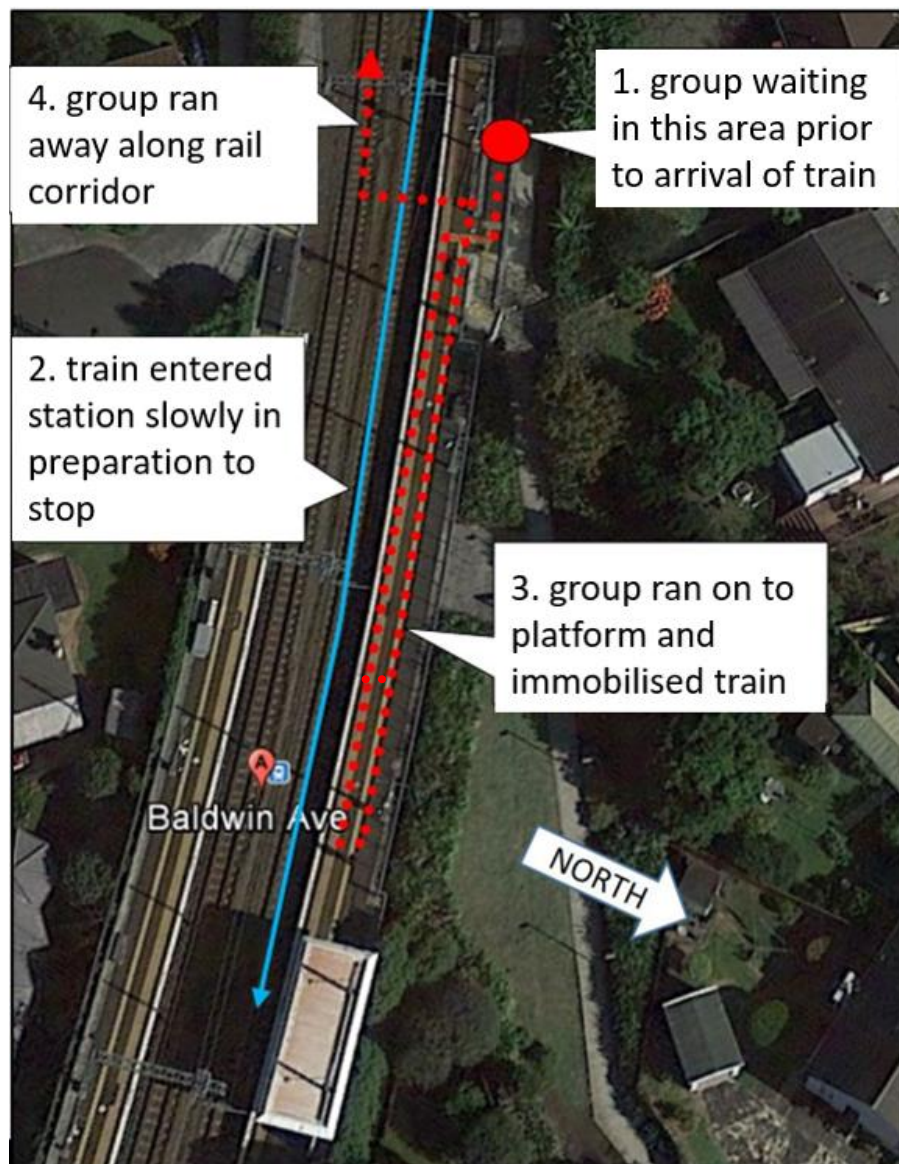 1. group waiting
in this area prior
to arrival of train
2. train entered
station slowly in
preparation to
stop
3. group ran on to
platform and
immobilised train
4. group ran
away along rail
corridor
A
Baldwin Ave
NORTH